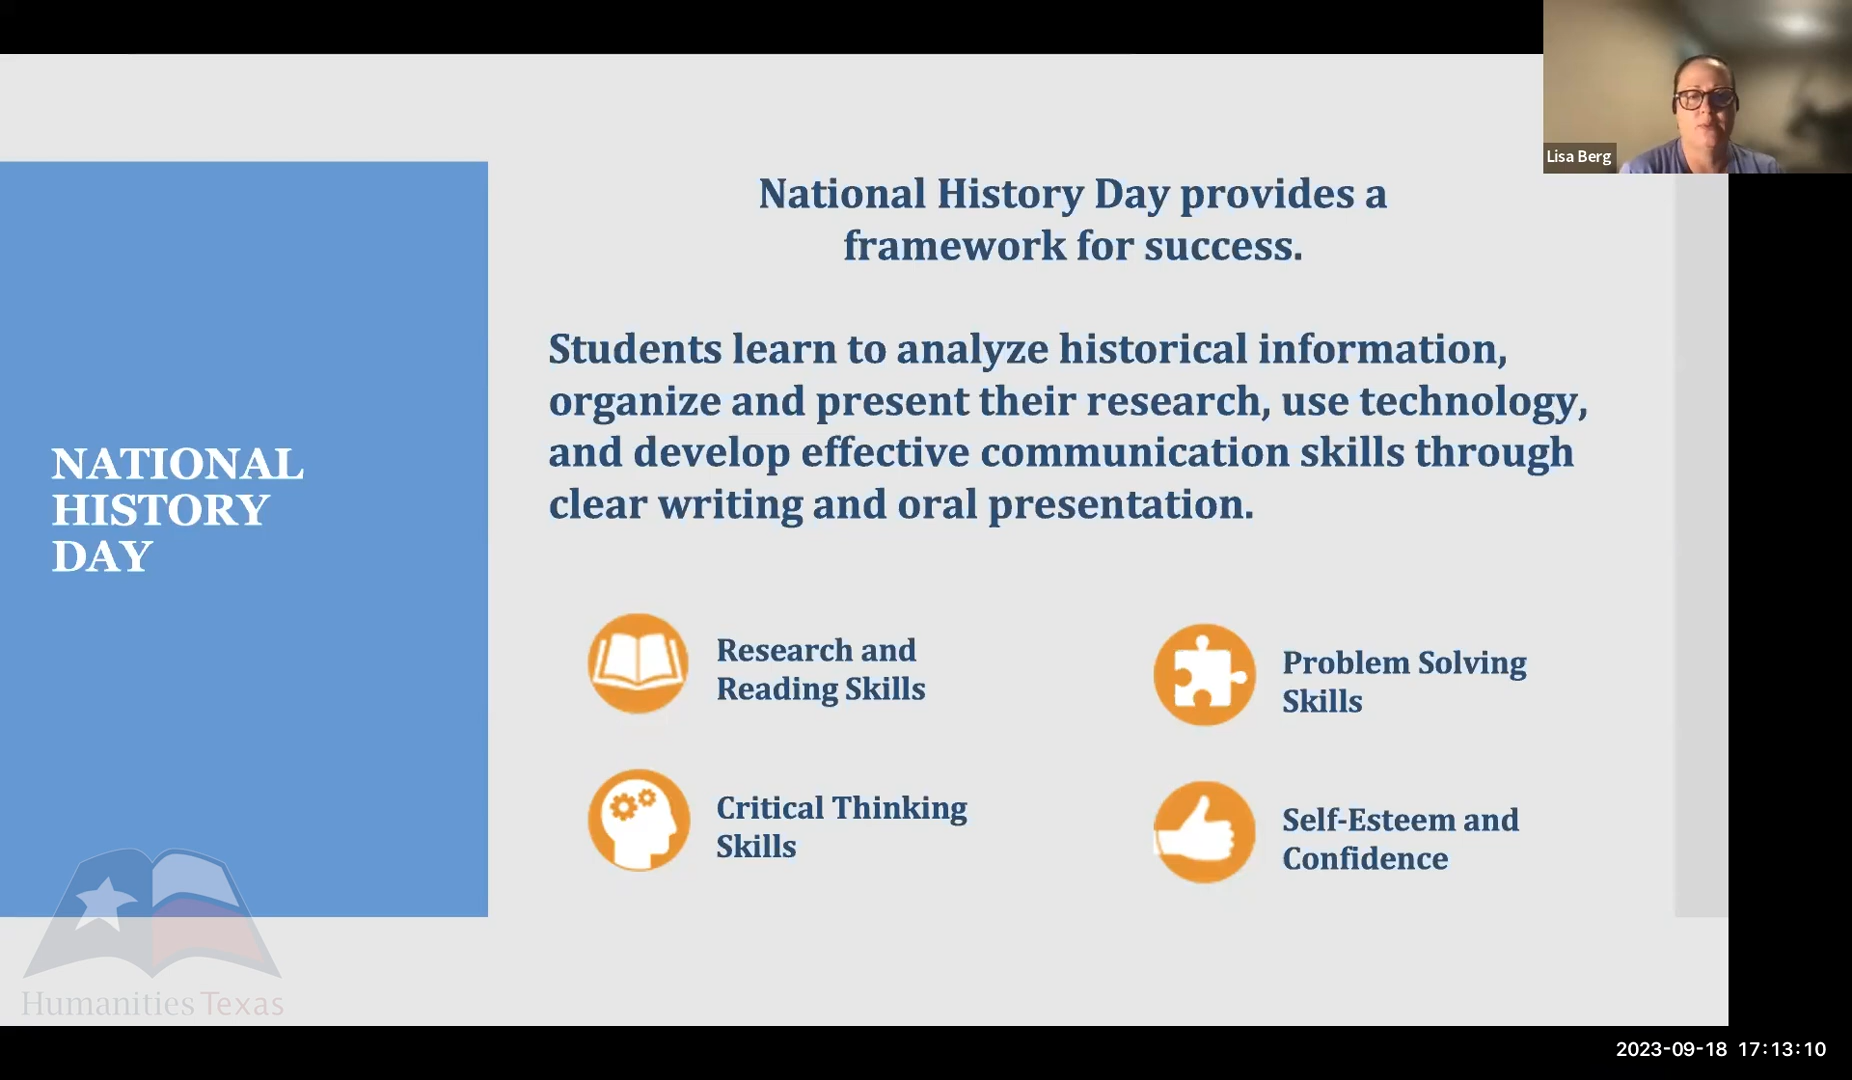 Lisa Berg
National History Day provides a
framework for success.
Students learn to analyze historical information,
organize and present their research, use technology,
and develop effective communication skills through
clear writing and oral presentation.
NATIONAL
HISTORY
DAY
Research and
Reading Skills
Problem Solving
Skills
Critical Thinking
Skills
Self-Esteem and
Confidence
Humanities Texas
2023-09-18 17:13:10